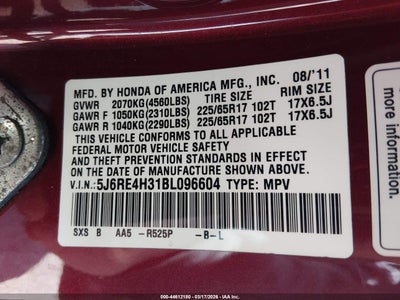 MFD. BY HONDA OF AMERICA MFG., INC. 08/'11
GVWR 2070KG(4560LBS) TIRE SIZE RIM SIZE
GAWR F 1050KG(2310LBS) 225/65R17 102T 17X6.5J
GAWR R 1040KG(2290LBS) 225/65R17 102T 17X6.5J
THIS VEHICLE CONFORMS TO ALL APPLICABLE
FEDERAL MOTOR VEHICLE SAFETY AND
THEFT PREVENTION STANDARDS IN EFFECT ON
THE DATE OF MANUFACTURE SHOWN ABOVE.
V.I.N.: 5J6RE4H31BL096604 TYPE: MPV
SXS B AA5 - R525P -B-L
© IAA 44612160 | 03/17/2026 - IAA Inc.